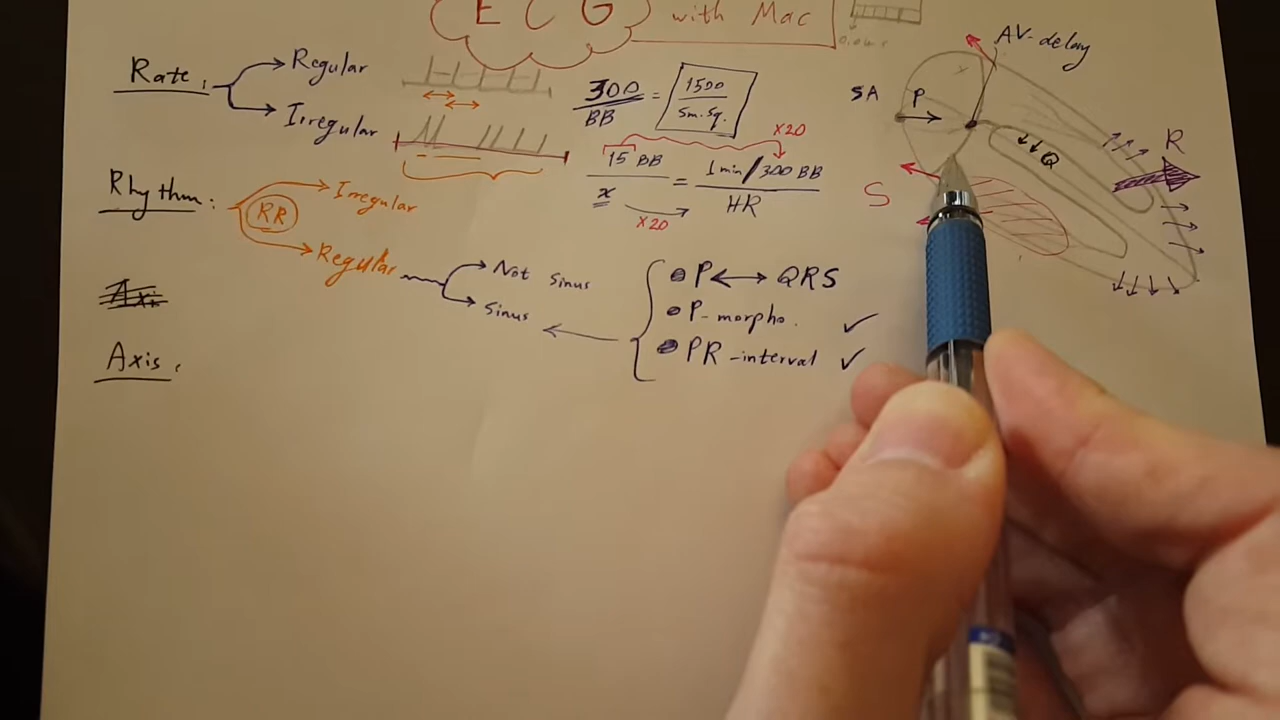 ECG
with Mac
Rate:
Regular
Irregular
300
BB
=
1500
Sm.Sq.
15 BB
x
=
1 min/300 BB
HR
x20
x20
Rhythm:
RR
Irregular
Regular
Not Sinus
Sinus
P ↔ QRS
P-morpho. ✓
PR-interval ✓
Axis:
AV-delay
SA
P
Q
R
S